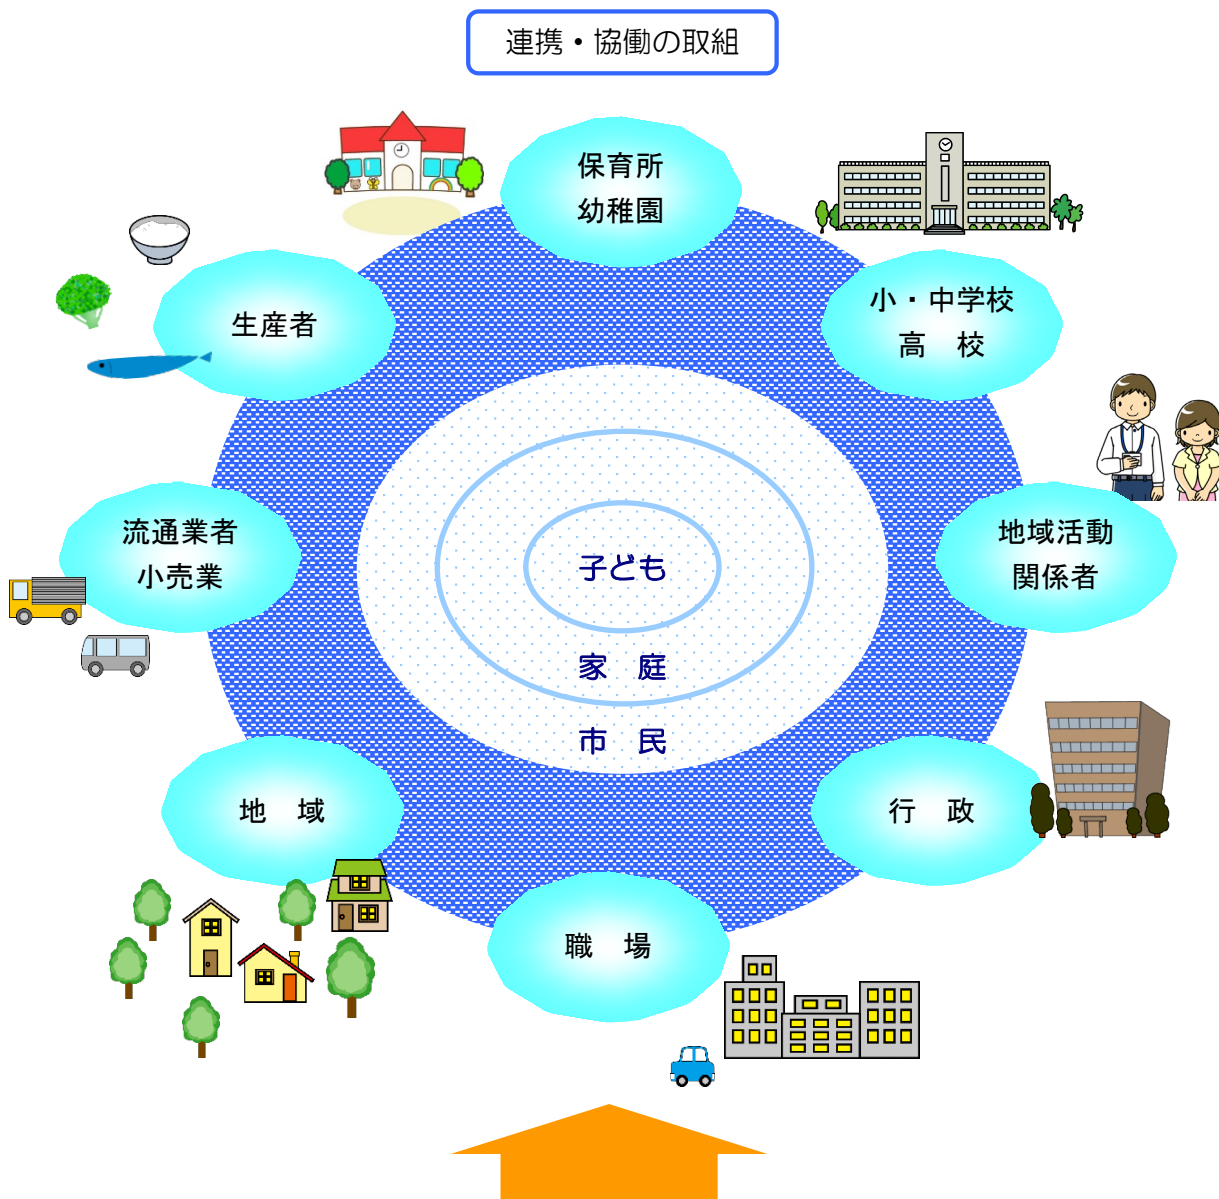 連携・協働の取組
保育所
幼稚園
小・中学校
高　校
生産者
地域活動
関係者
流通業者
小売業
子ども
家　庭
市　民
地　域
行　政
職　場